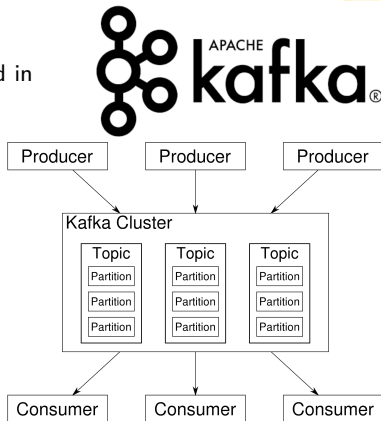 APACHE
kafka®
d in
Producer Producer Producer
Kafka Cluster
Topic Topic Topic
Partition Partition Partition
Partition Partition Partition
Partition Partition Partition
Consumer Consumer Consumer